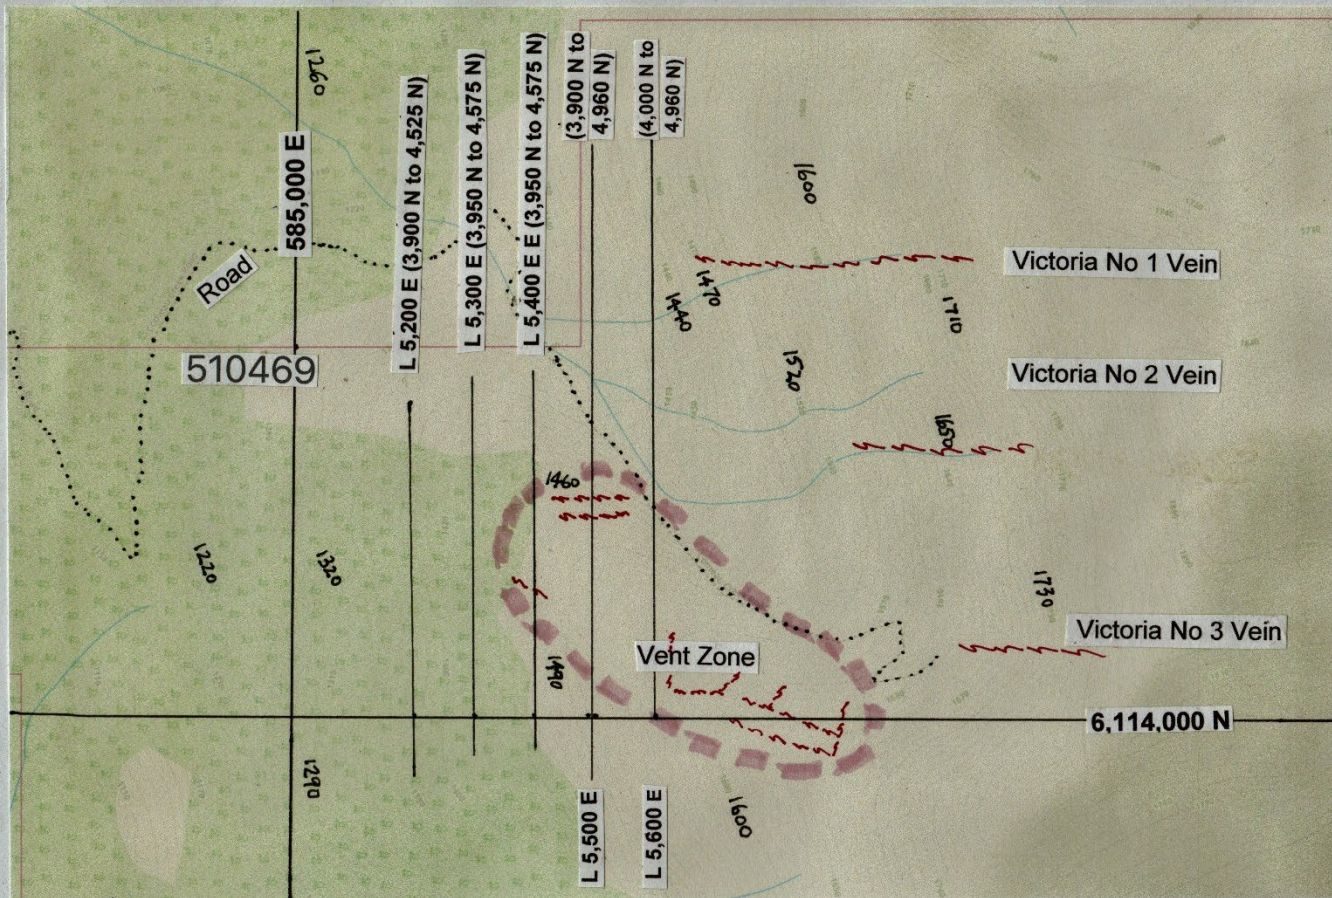 1260
585,000 E
L 5,200 E (3,900 N to 4,525 N)
L 5,300 E (3,950 N to 4,575 N)
L 5,400 E E (3,950 N to 4,575 N)
(3,900 N to
4,960 N)
(4,000 N to
4,960 N)
1600
Road
Victoria No 1 Vein
1470
1440
1710
510469
1520
Victoria No 2 Vein
1650
1460
1220
1320
1730
Victoria No 3 Vein
Vent Zone
1490
6,114,000 N
1290
L 5,500 E
L 5,600 E
1600